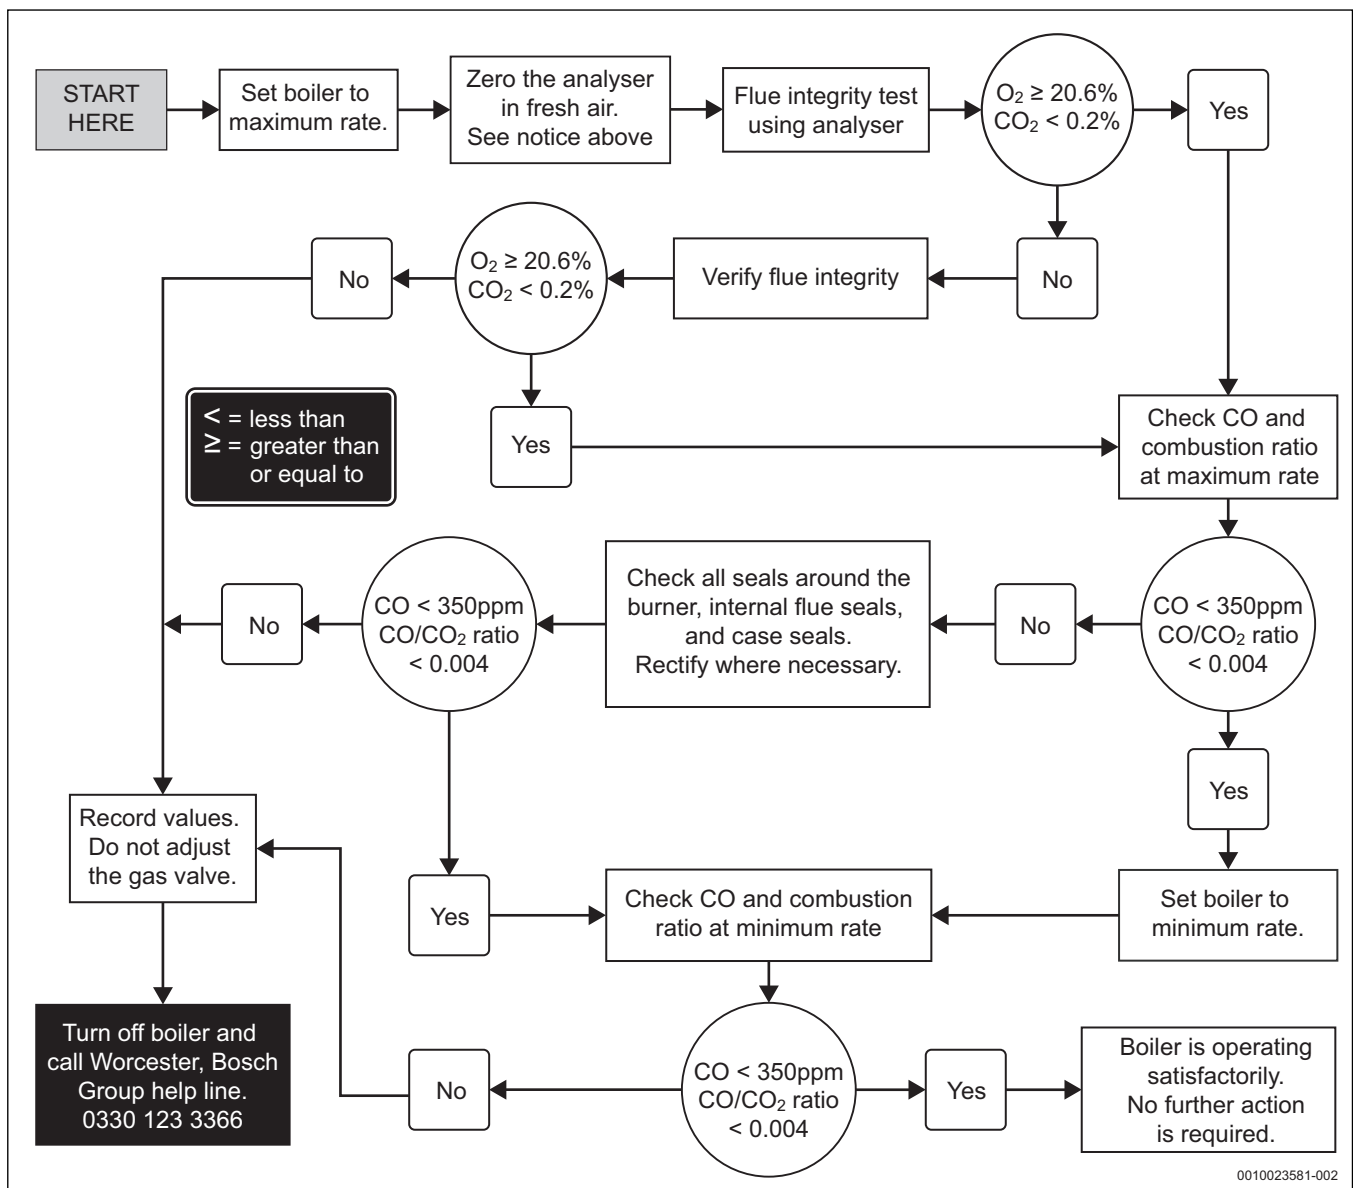 START
HERE
Set boiler to
maximum rate.
Zero the analyser
in fresh air.
See notice above
Flue integrity test
using analyser
O₂ ≥ 20.6%
CO₂ < 0.2%
Yes
No
Verify flue integrity
O₂ ≥ 20.6%
CO₂ < 0.2%
No
Yes
< = less than
≥ = greater than
or equal to
Check CO and
combustion ratio
at maximum rate
CO < 350ppm
CO/CO₂ ratio
< 0.004
No
Check all seals around the
burner, internal flue seals,
and case seals.
Rectify where necessary.
CO < 350ppm
CO/CO₂ ratio
< 0.004
No
Yes
Yes
Set boiler to
minimum rate.
Check CO and combustion
ratio at minimum rate
Record values.
Do not adjust
the gas valve.
Turn off boiler and
call Worcester, Bosch
Group help line.
0330 123 3366
No
CO < 350ppm
CO/CO₂ ratio
< 0.004
Yes
Boiler is operating
satisfactorily.
No further action
is required.
0010023581-002